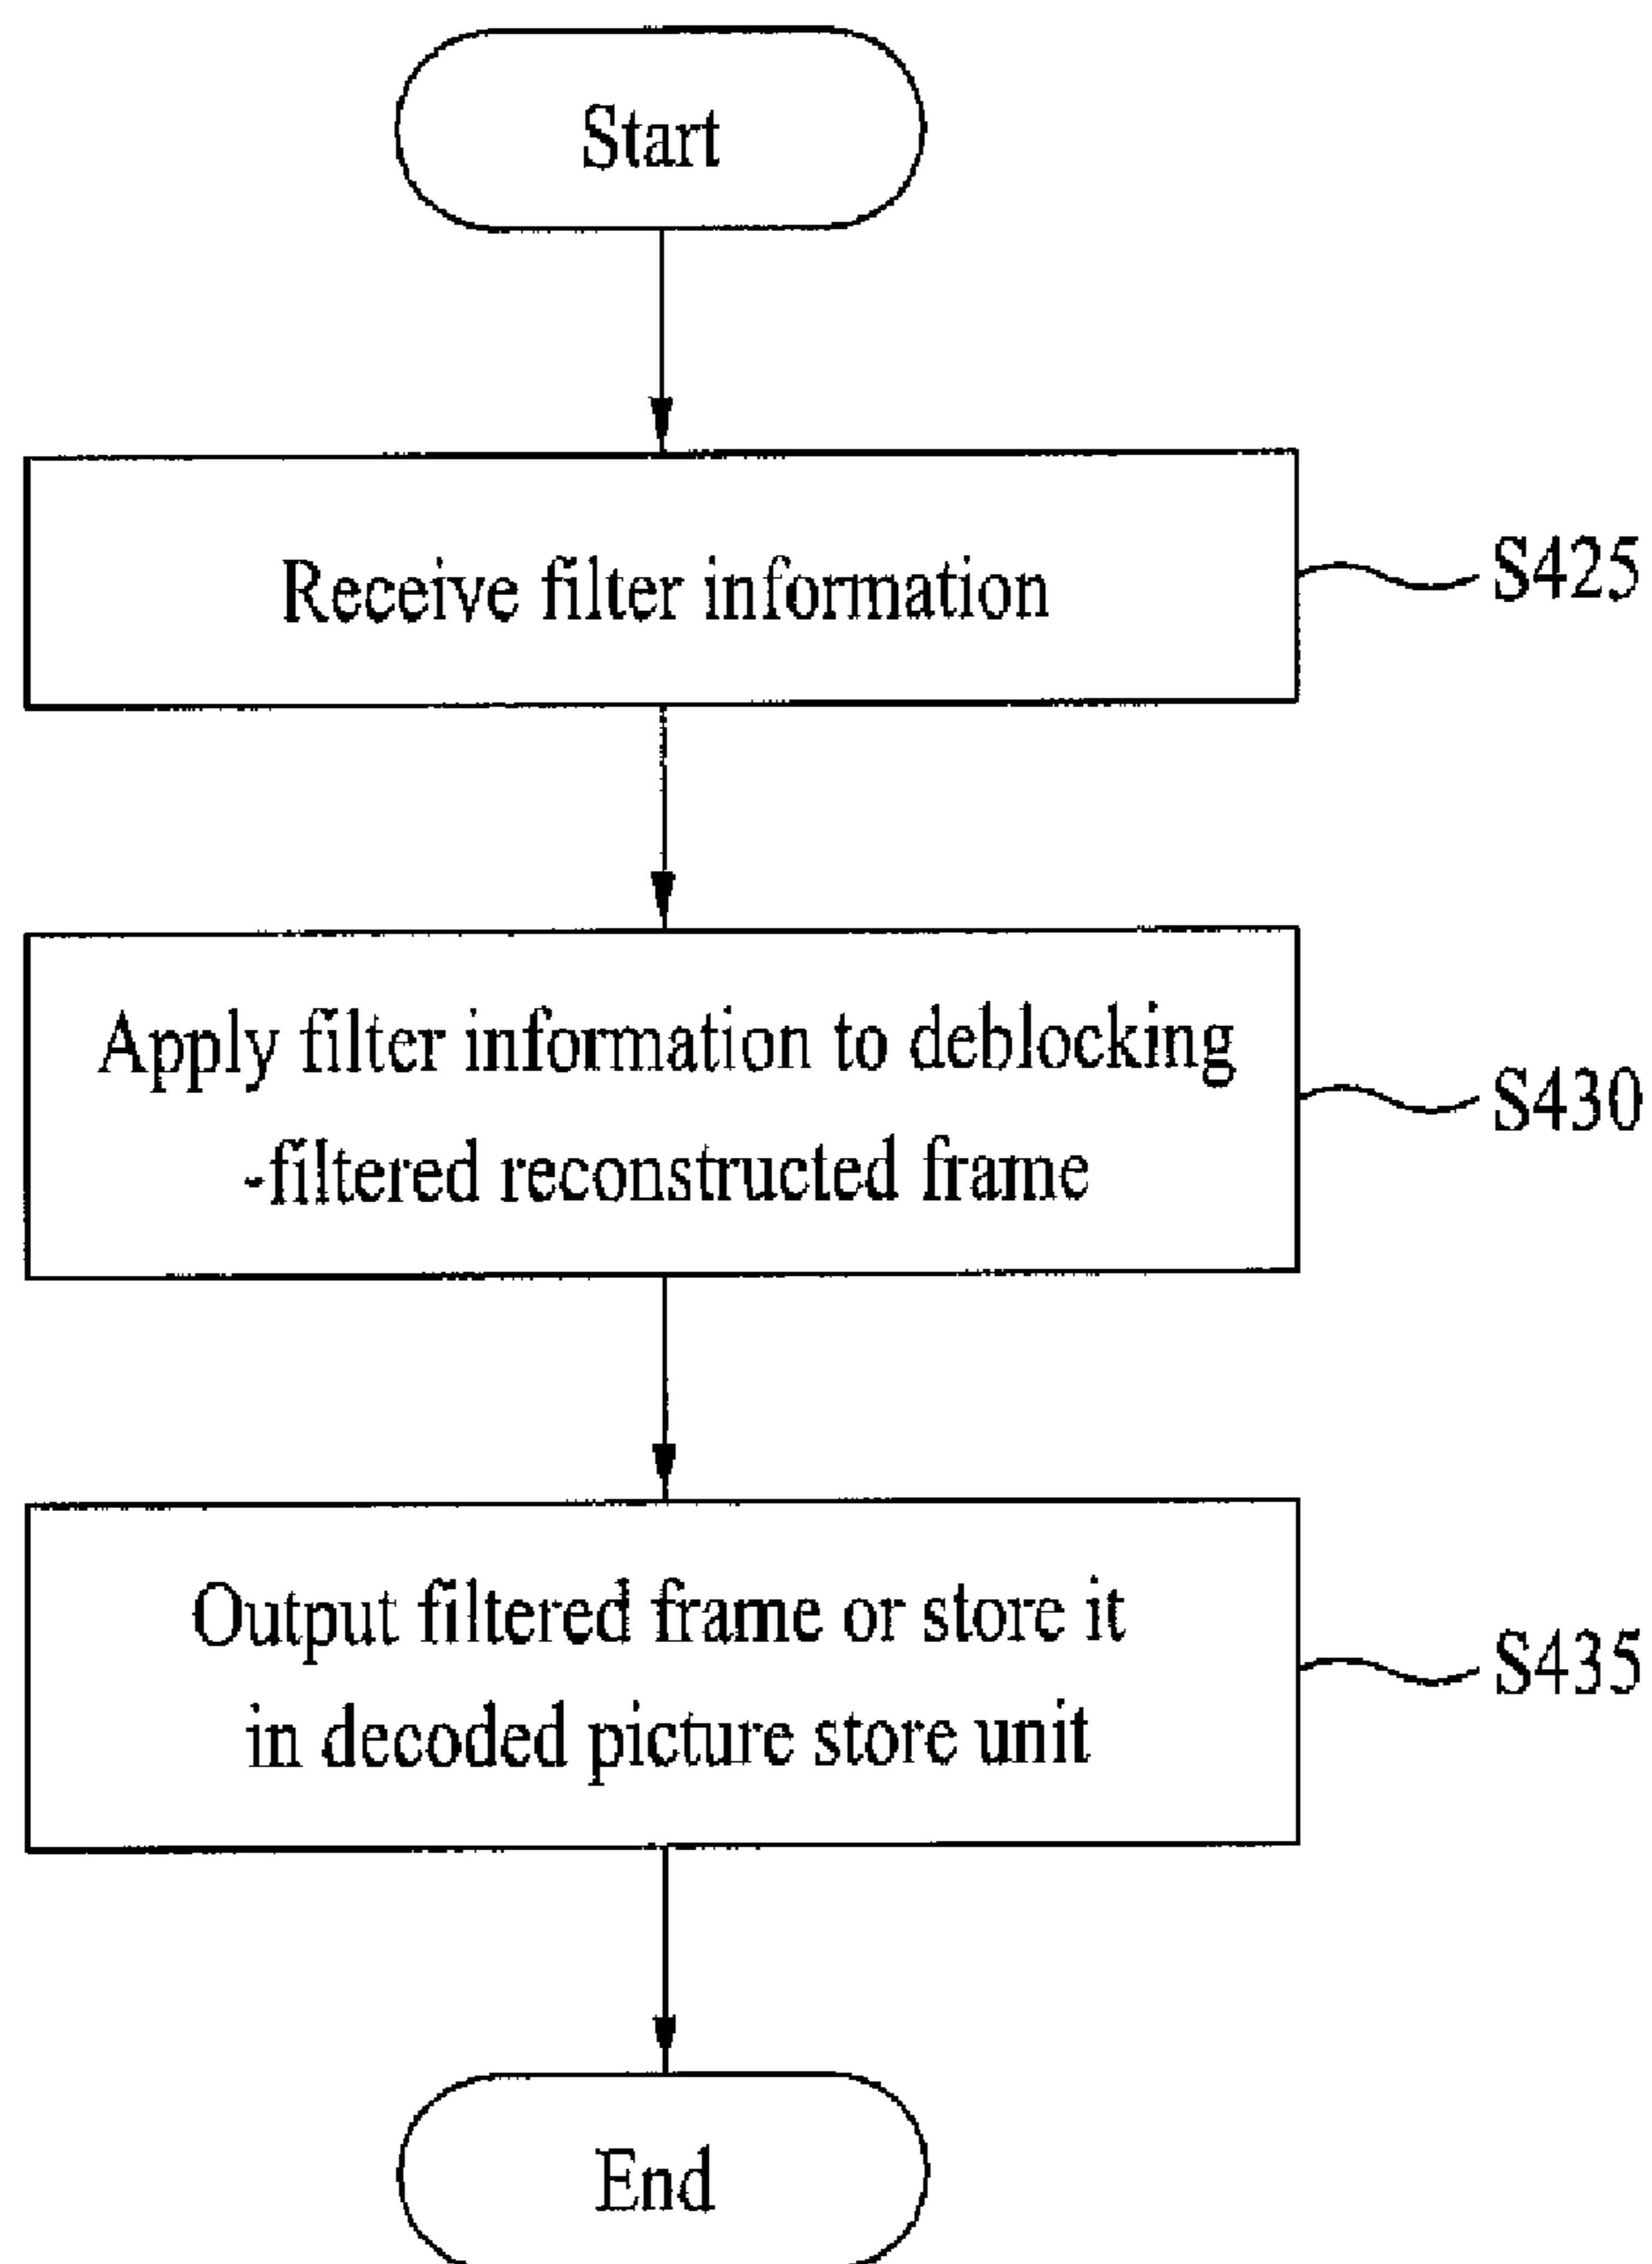 Start
Receive filter information
S425
Apply filter information to deblocking
-filtered reconstructed frame
S430
Output filtered frame or store it
in decoded picture store unit
S435
End